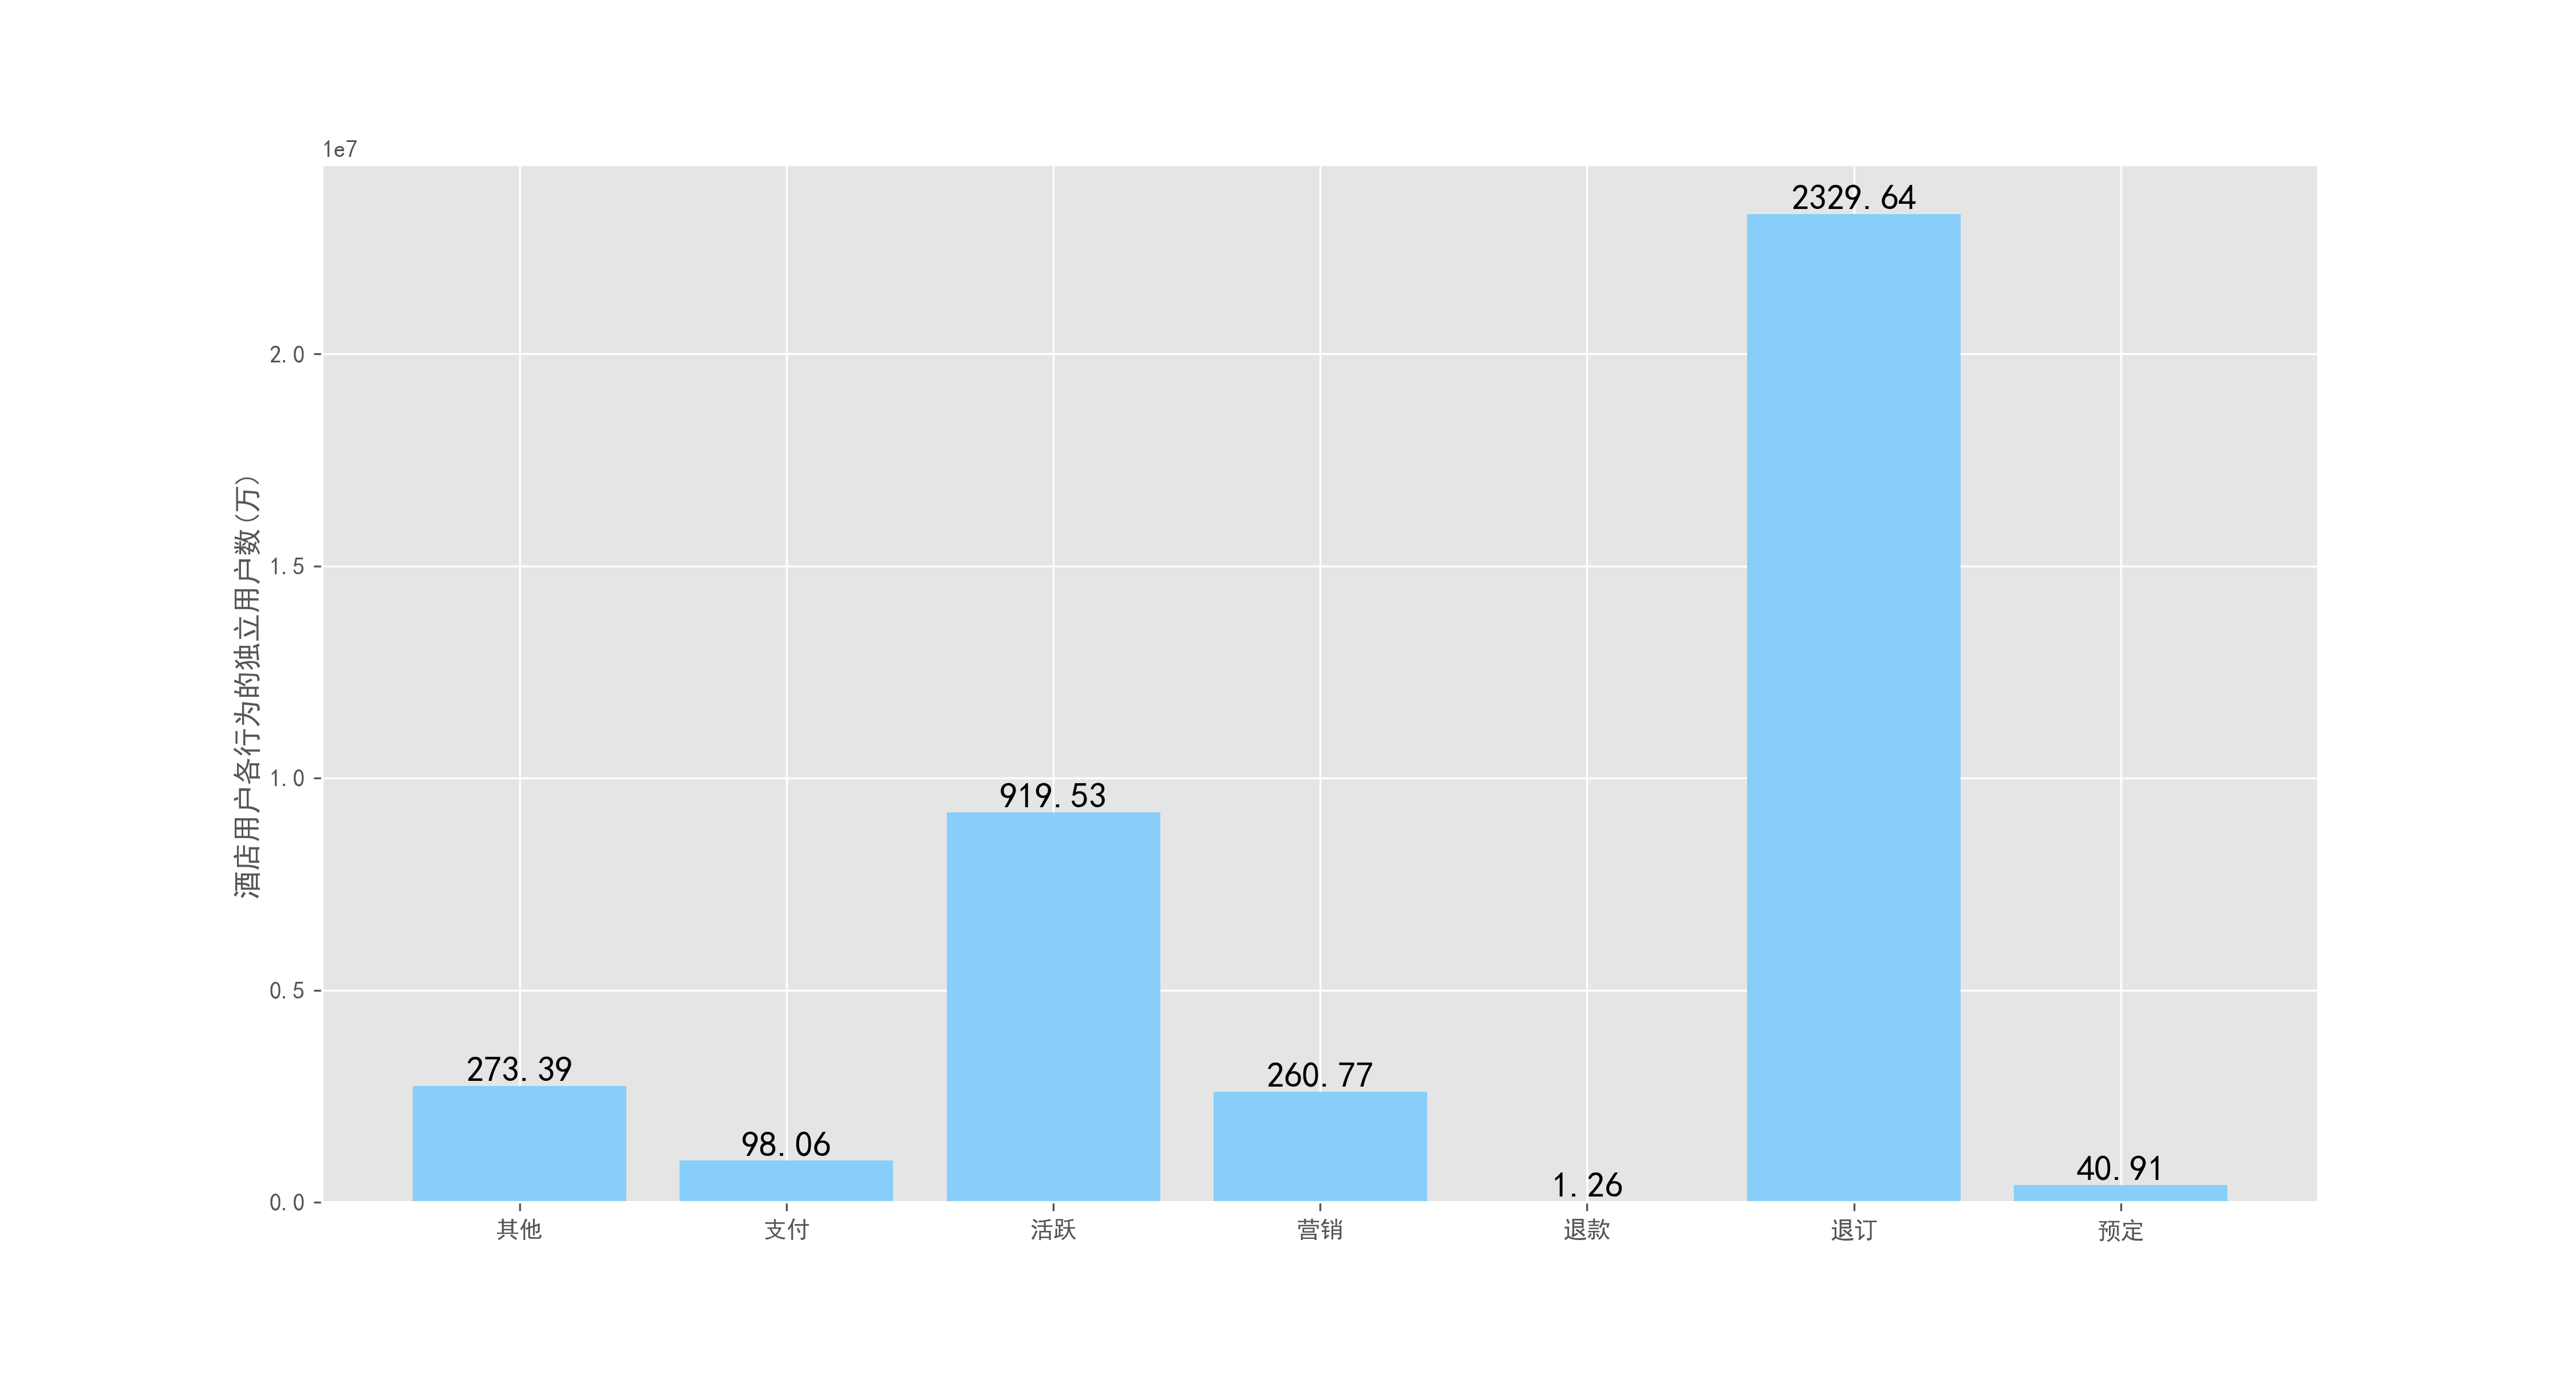 1e7
2.0
1.5
1.0
0.5
0.0
酒店用户各行为的独立用户数(万)
273.39
98.06
919.53
260.77
1.26
2329.64
40.91
其他
支付
活跃
营销
退款
退订
预定